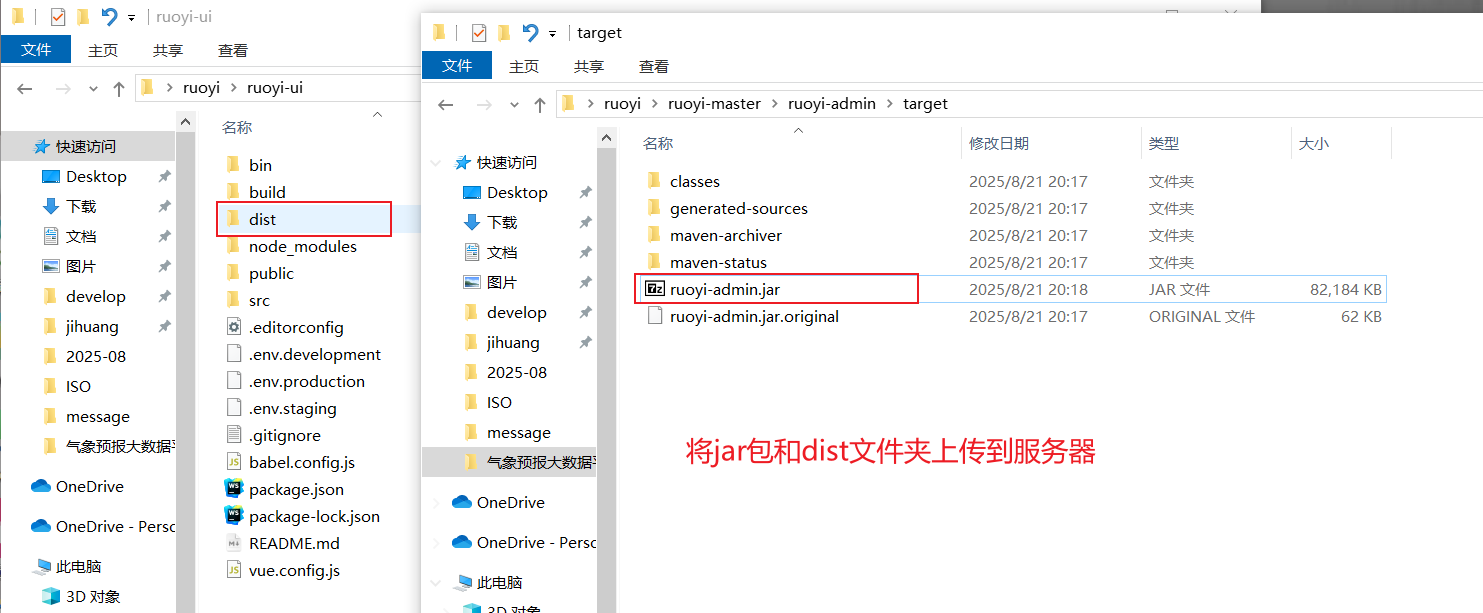 ruoyi-ui
文件 主页 共享 查看
ruoyi ruoyi-ui
快速访问
Desktop
下载
文档
图片
develop
jihuang
2025-08
ISO
message
气象预报大数据
OneDrive
OneDrive - Perso
此电脑
3D 对象
名称
bin
build
dist
node_modules
public
src
.editorconfig
.env.development
.env.production
.env.staging
.gitignore
babel.config.js
package.json
package-lock.json
README.md
vue.config.js
target
文件 主页 共享 查看
ruoyi ruoyi-master ruoyi-admin target
快速访问
Desktop
下载
文档
图片
develop
jihuang
2025-08
ISO
message
气象预报大数据
OneDrive
OneDrive - Perso
此电脑
3D 对象
名称 修改日期 类型 大小
classes 2025/8/21 20:17 文件夹
generated-sources 2025/8/21 20:17 文件夹
maven-archiver 2025/8/21 20:17 文件夹
maven-status 2025/8/21 20:17 文件夹
7z ruoyi-admin.jar 2025/8/21 20:18 JAR 文件 82,184 KB
ruoyi-admin.jar.original 2025/8/21 20:17 ORIGINAL 文件 62 KB
将jar包和dist文件夹上传到服务器